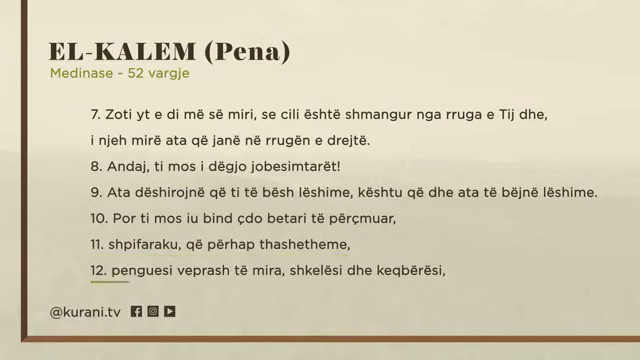 EL-KALEM (Pena)
Medinase - 52 vargje
7. Zoti yt e di më së miri, se cili është shmangur nga rruga e Tij dhe,
i njeh mirë ata që janë në rrugën e drejtë.
8. Andaj, ti mos i dëgjo jobesimtarët!
9. Ata dëshirojnë që ti të bësh lëshime, kështu që dhe ata të bëjnë lëshime.
10. Por ti mos iu bind çdo betari të përçmuar,
11. shpifaraku, që përhap thashetheme,
12. penguesi veprash të mira, shkelësi dhe keqbërësi,
@kurani.tv